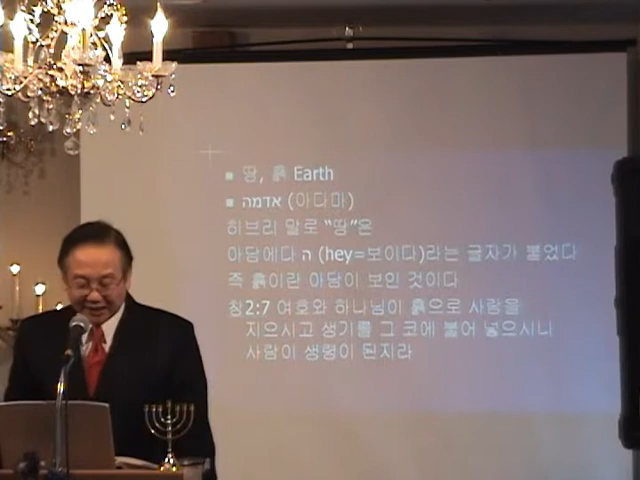 ▪ 땅, 흙 Earth
▪ אדמה (아다마)
히브리 말로 “땅”은
아담에다 ה (hey=보이다)라는 글자가 붙었다
즉 흙이란 아담이 보인 것이다
창2:7 여호와 하나님이 흙으로 사람을
지으시고 생기를 그 코에 불어 넣으시니
사람이 생령이 된지라